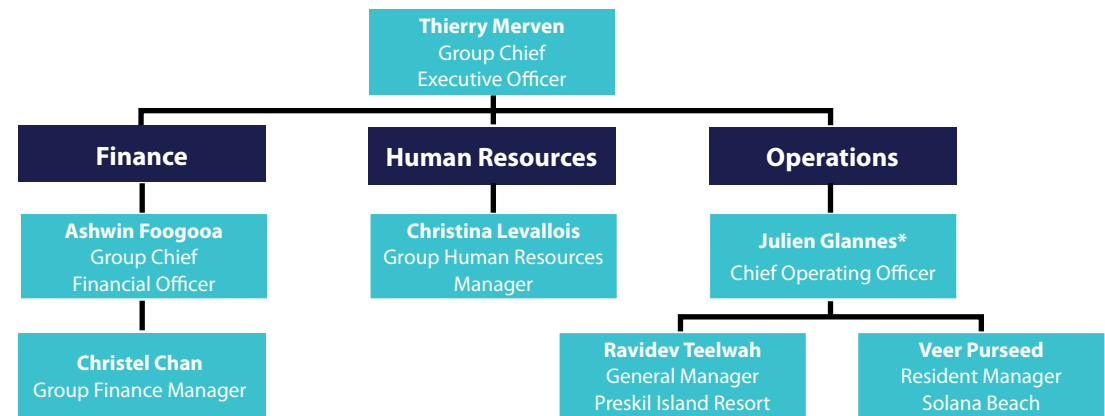 Thierry Merven
Group Chief
Executive Officer
Finance
Human Resources
Operations
Ashwin Foogooa
Group Chief
Financial Officer
Christina Levallois
Group Human Resources
Manager
Julien Glannes*
Chief Operating Officer
Christel Chan
Group Finance Manager
Ravidev Teelwah
General Manager
Preskil Island Resort
Veer Purseed
Resident Manager
Solana Beach